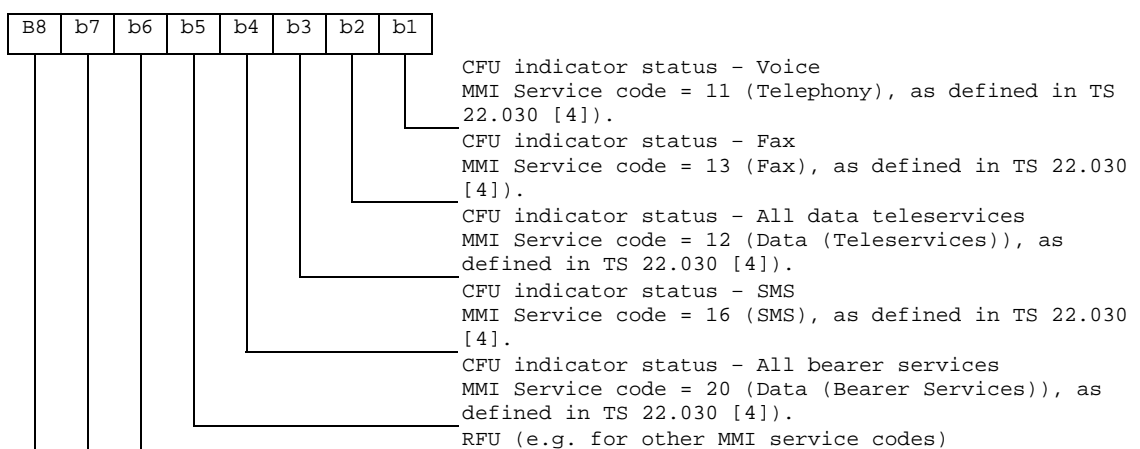 B8 b7 b6 b5 b4 b3 b2 b1
CFU indicator status – Voice
MMI Service code = 11 (Telephony), as defined in TS
22.030 [4]).
CFU indicator status – Fax
MMI Service code = 13 (Fax), as defined in TS 22.030
[4]).
CFU indicator status – All data teleservices
MMI Service code = 12 (Data (Teleservices)), as
defined in TS 22.030 [4]).
CFU indicator status – SMS
MMI Service code = 16 (SMS), as defined in TS 22.030
[4].
CFU indicator status – All bearer services
MMI Service code = 20 (Data (Bearer Services)), as
defined in TS 22.030 [4]).
RFU (e.g. for other MMI service codes)